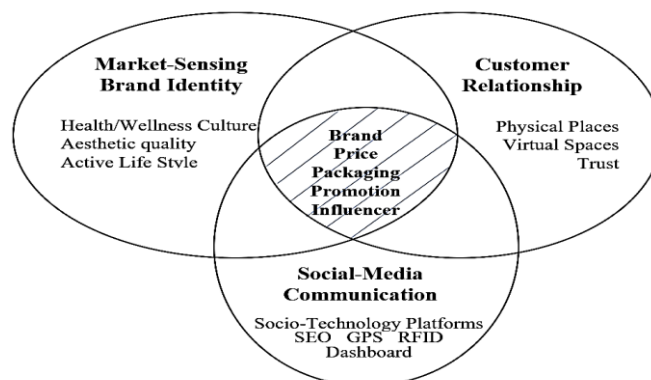 Market-Sensing
Brand Identity
Health/Wellness Culture
Aesthetic quality
Active Life Style
Customer
Relationship
Physical Places
Virtual Spaces
Trust
Brand
Price
Packaging
Promotion
Influencer
Social-Media
Communication
Socio-Technology Platforms
SEO GPS RFID
Dashboard